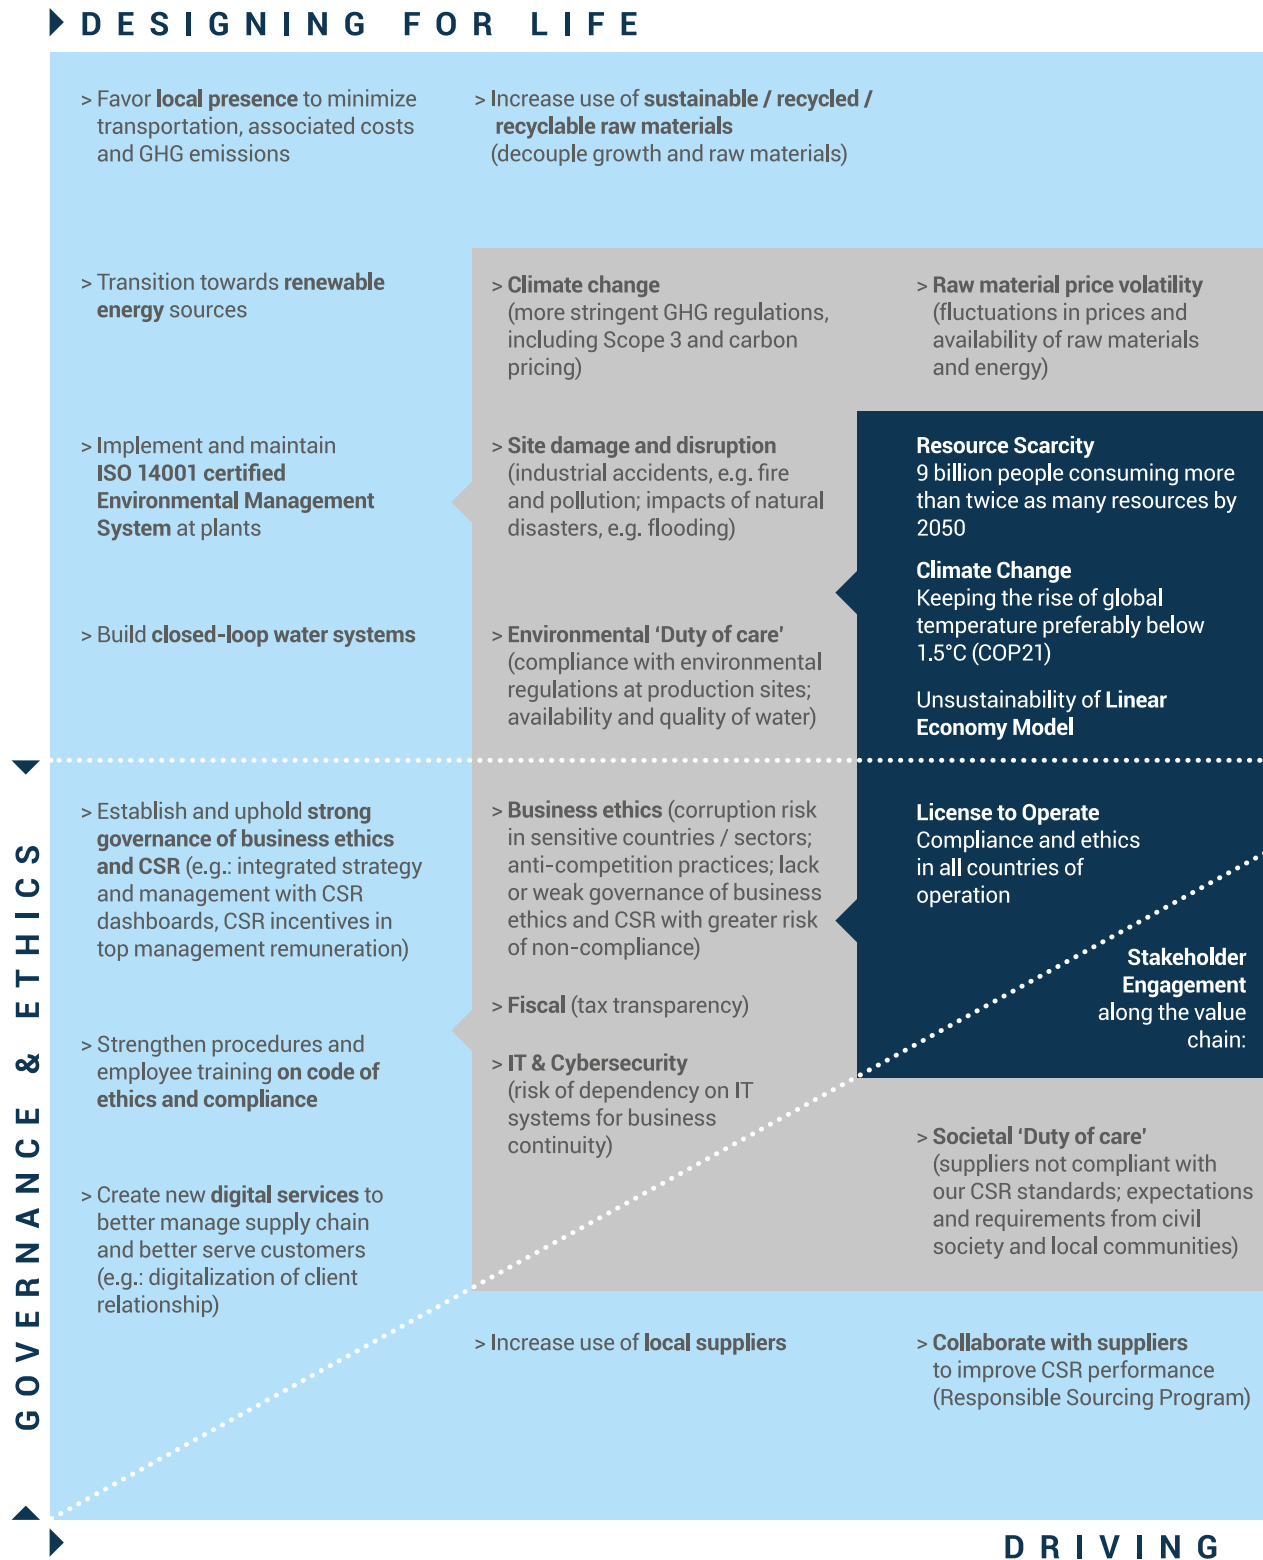 DESIGNING FOR LIFE
> Favor local presence to minimize
transportation, associated costs
and GHG emissions
> Increase use of sustainable / recycled /
recyclable raw materials
(decouple growth and raw materials)
> Transition towards renewable
energy sources
> Climate change
(more stringent GHG regulations,
including Scope 3 and carbon
pricing)
> Raw material price volatility
(fluctuations in prices and
availability of raw materials
and energy)
> Implement and maintain
ISO 14001 certified
Environmental Management
System at plants
> Site damage and disruption
(industrial accidents, e.g. fire
and pollution; impacts of natural
disasters, e.g. flooding)
Resource Scarcity
9 billion people consuming more
than twice as many resources by
2050
Climate Change
Keeping the rise of global
temperature preferably below
1.5°C (COP21)
> Build closed-loop water systems
> Environmental ‘Duty of care’
(compliance with environmental
regulations at production sites;
availability and quality of water)
Unsustainability of Linear
Economy Model
GOVERNANCE & ETHICS
> Establish and uphold strong
governance of business ethics
and CSR (e.g.: integrated strategy
and management with CSR
dashboards, CSR incentives in
top management remuneration)
> Business ethics (corruption risk
in sensitive countries / sectors;
anti-competition practices; lack
or weak governance of business
ethics and CSR with greater risk
of non-compliance)
License to Operate
Compliance and ethics
in all countries of
operation
Stakeholder
Engagement
along the value
chain:
> Fiscal (tax transparency)
> Strengthen procedures and
employee training on code of
ethics and compliance
> IT & Cybersecurity
(risk of dependency on IT
systems for business
continuity)
> Societal ‘Duty of care’
(suppliers not compliant with
our CSR standards; expectations
and requirements from civil
society and local communities)
> Create new digital services to
better manage supply chain
and better serve customers
(e.g.: digitalization of client
relationship)
> Increase use of local suppliers
> Collaborate with suppliers
to improve CSR performance
(Responsible Sourcing Program)
DRIVING